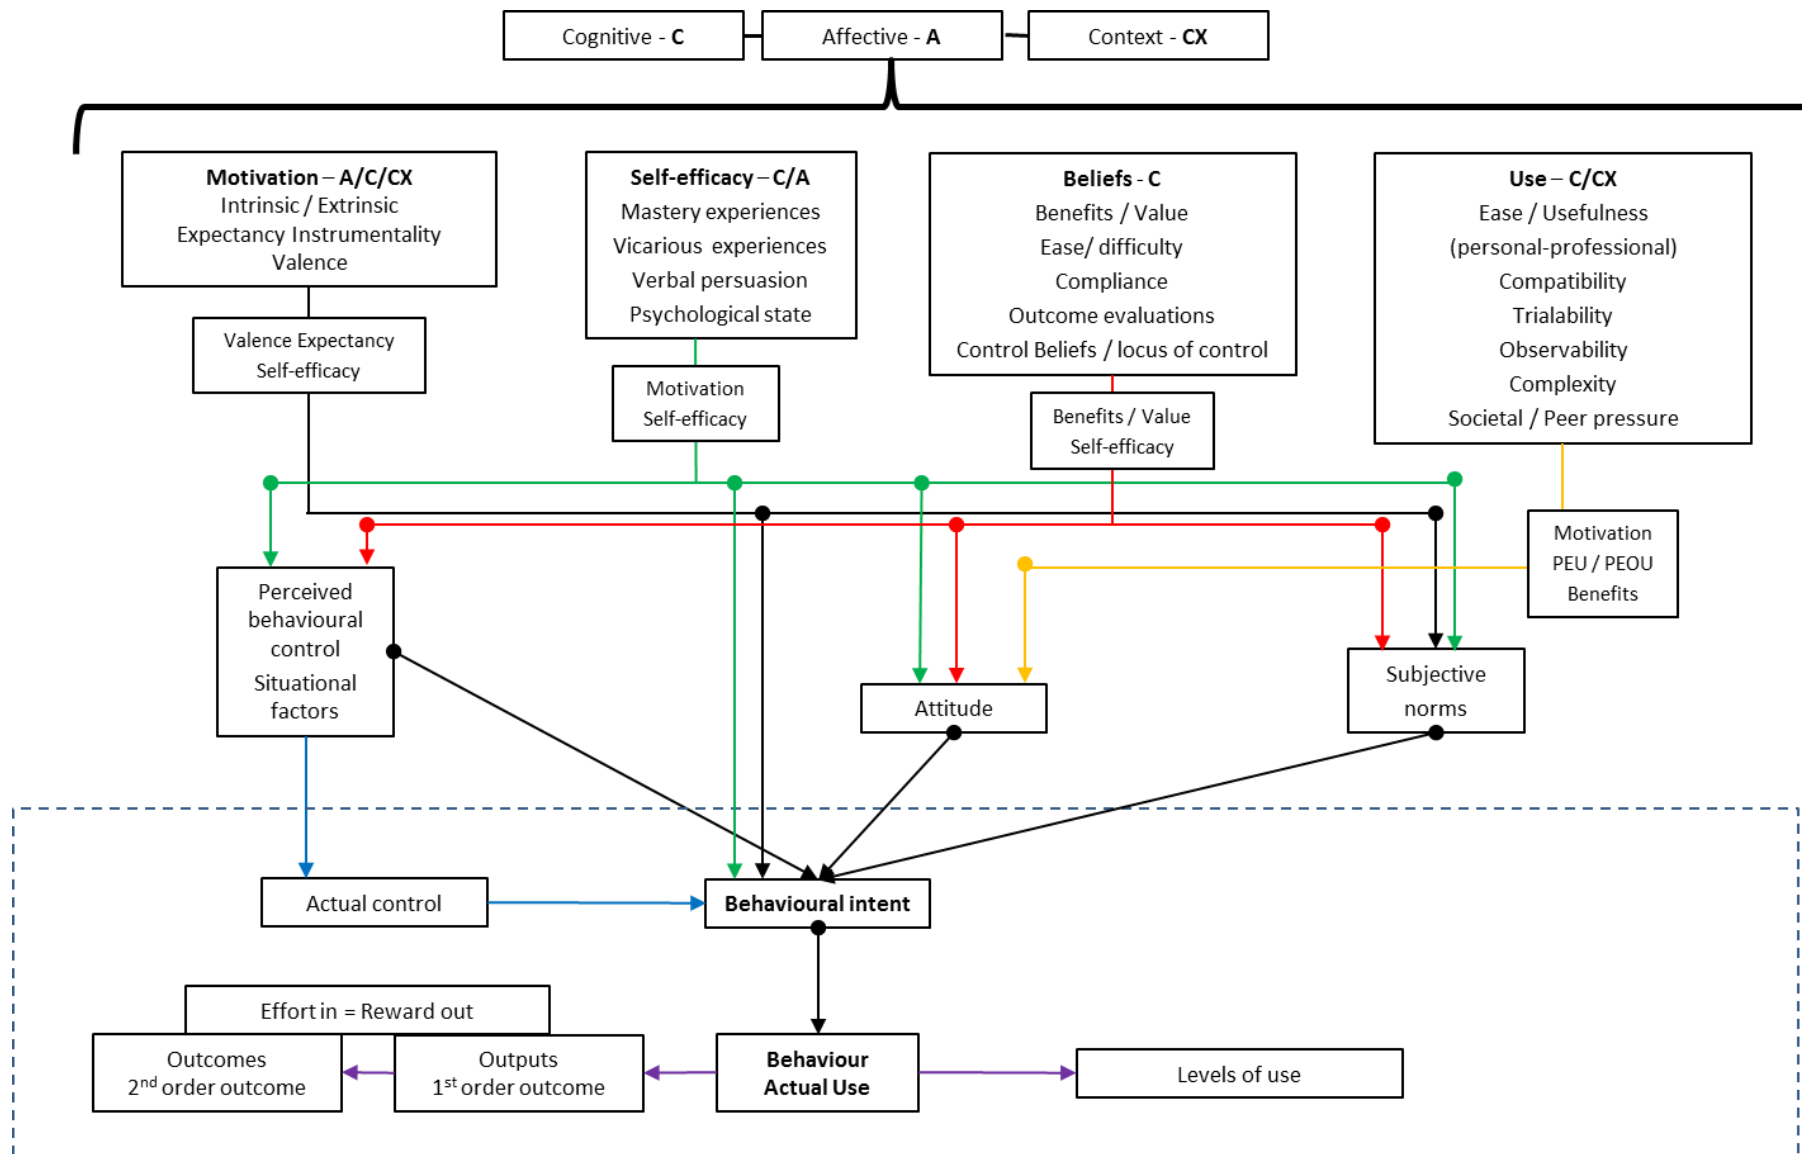 Cognitive - C
Affective - A
Context - CX
Motivation – A/C/CX
Intrinsic / Extrinsic
Expectancy Instrumentality
Valence
Self-efficacy – C/A
Mastery experiences
Vicarious experiences
Verbal persuasion
Psychological state
Beliefs - C
Benefits / Value
Ease/ difficulty
Compliance
Outcome evaluations
Control Beliefs / locus of control
Use – C/CX
Ease / Usefulness
(personal-professional)
Compatibility
Trialability
Observability
Complexity
Societal / Peer pressure
Valence Expectancy
Self-efficacy
Motivation
Self-efficacy
Benefits / Value
Self-efficacy
Motivation
PEU / PEOU
Benefits
Perceived
behavioural
control
Situational
factors
Attitude
Subjective
norms
Actual control
Behavioural intent
Effort in = Reward out
Outcomes
2nd order outcome
Outputs
1st order outcome
Behaviour
Actual Use
Levels of use